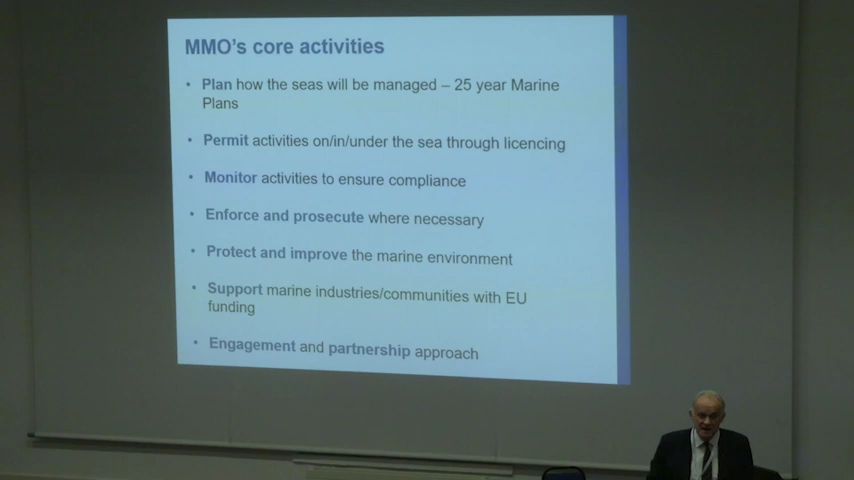 MMO's core activities
• Plan how the seas will be managed – 25 year Marine
Plans
• Permit activities on/in/under the sea through licencing
• Monitor activities to ensure compliance
• Enforce and prosecute where necessary
• Protect and improve the marine environment
• Support marine industries/communities with EU
funding
• Engagement and partnership approach